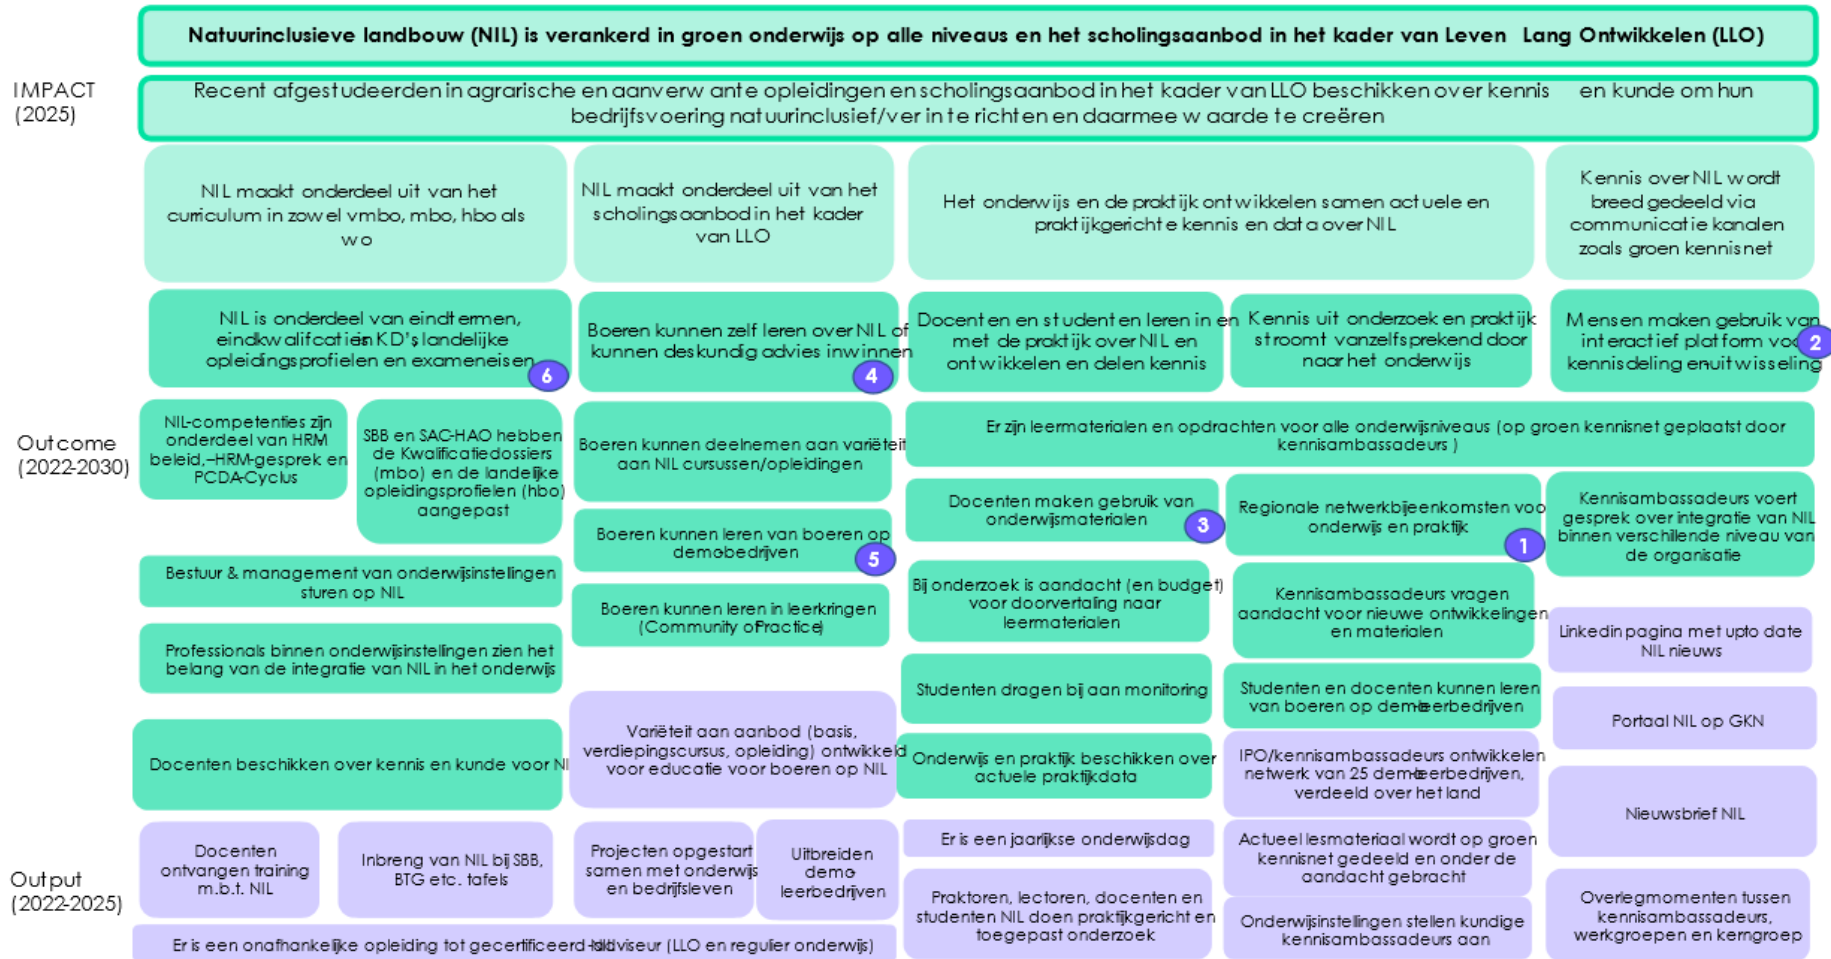 Natuurinclusieve landbouw (NIL) is verankerd in groen onderwijs op alle niveaus en het scholingsaanbod in het kader van Leven Lang Ontwikkelen (LLO)
IMPACT
(2025)
Recent afgestudeerden in agrarische en aanverwante opleidingen en scholingsaanbod in het kader van LLO beschikken over kennis en kunde om hun
bedrijfsvoering natuurinclusief/ver in te richten en daarmee waarde te creëren
NIL maakt onderdeel uit van het
curriculum in zowel vmbo, mbo, hbo als
wo
NIL maakt onderdeel uit van het
scholingsaanbod in het kader
van LLO
Het onderwijs en de praktijk ontwikkelen samen actuele en
praktijkgerichte kennis en data over NIL
Kennis over NIL wordt
breed gedeeld via
communicatie kanalen
zoals groen kennisnet
NIL is onderdeel van eindtermen,
eindkwalifcaties in KD's, landelijke
opleidingsprofielen en exameneisen
6
Boeren kunnen zelf leren over NIL of
kunnen deskundig advies inwinnen
4
Docenten en studenten leren in en
met de praktijk over NIL en
ontwikkelen en delen kennis
Kennis uit onderzoek en praktijk
stroomt vanzelfsprekend door
naar het onderwijs
Mensen maken gebruik van
interactief platform voor
kennisdeling en-uitwisseling
2
Outcome
(2022-2030)
NIL-competenties zijn
onderdeel van HRM
beleid,–HRM-gesprek en
PCDA-Cyclus
SBB en SAC-HAO hebben
de Kwalificatiedossiers
(mbo) en de landelijke
opleidingsprofielen (hbo)
aangepast
Boeren kunnen deelnemen aan variëteit
aan NIL cursussen/opleidingen
Er zijn leermaterialen en opdrachten voor alle onderwijsniveaus (op groen kennisnet geplaatst door
kennisambassadeurs )
Boeren kunnen leren van boeren op
demobedrijven
5
Docenten maken gebruik van
onderwijsmaterialen
3
Regionale netwerkbijeenkomsten voor
onderwijs en praktijk
1
Kennisambassadeurs voert
gesprek over integratie van NIL
binnen verschillende niveau van
de organisatie
Bestuur & management van onderwijsinstellingen
sturen op NIL
Boeren kunnen leren in leerkringen
(Community of Practice)
Bij onderzoek is aandacht (en budget)
voor doorvertaling naar
leermaterialen
Kennisambassadeurs vragen
aandacht voor nieuwe ontwikkelingen
en materialen
Linkedin pagina met up to date
NIL nieuws
Professionals binnen onderwijsinstellingen zien het
belang van de integratie van NIL in het onderwijs
Studenten dragen bij aan monitoring
Studenten en docenten kunnen leren
van boeren op demo-leerbedrijven
Portaal NIL op GKN
Docenten beschikken over kennis en kunde voor NI
Variëteit aan aanbod (basis,
verdiepingscursus, opleiding) ontwikkeld
voor educatie voor boeren op NIL
Onderwijs en praktijk beschikken over
actuele praktijkdata
IPO/kennisambassadeurs ontwikkelen
netwerk van 25 demo-leerbedrijven,
verdeeld over het land
Nieuwsbrief NIL
Output
(2022-2025)
Docenten
ontvangen training
m.b.t. NIL
Inbreng van NIL bij SBB,
BTG etc. tafels
Projecten opgestart
samen met onderwijs
en bedrijfsleven
Uitbreiden
demo-
leerbedrijven
Er is een jaarlijkse onderwijsdag
Actueel lesmateriaal wordt op groen
kennisnet gedeeld en onder de
aandacht gebracht
Praktoren, lectoren, docenten en
studenten NIL doen praktijkgericht en
toegepast onderzoek
Onderwijsinstellingen stellen kundige
kennisambassadeurs aan
Overlegmomenten tussen
kennisambassadeurs,
werkgroepen en kerngroep
Er is een onafhankelijke opleiding tot gecertificeerd adviseur (LLO en regulier onderwijs)